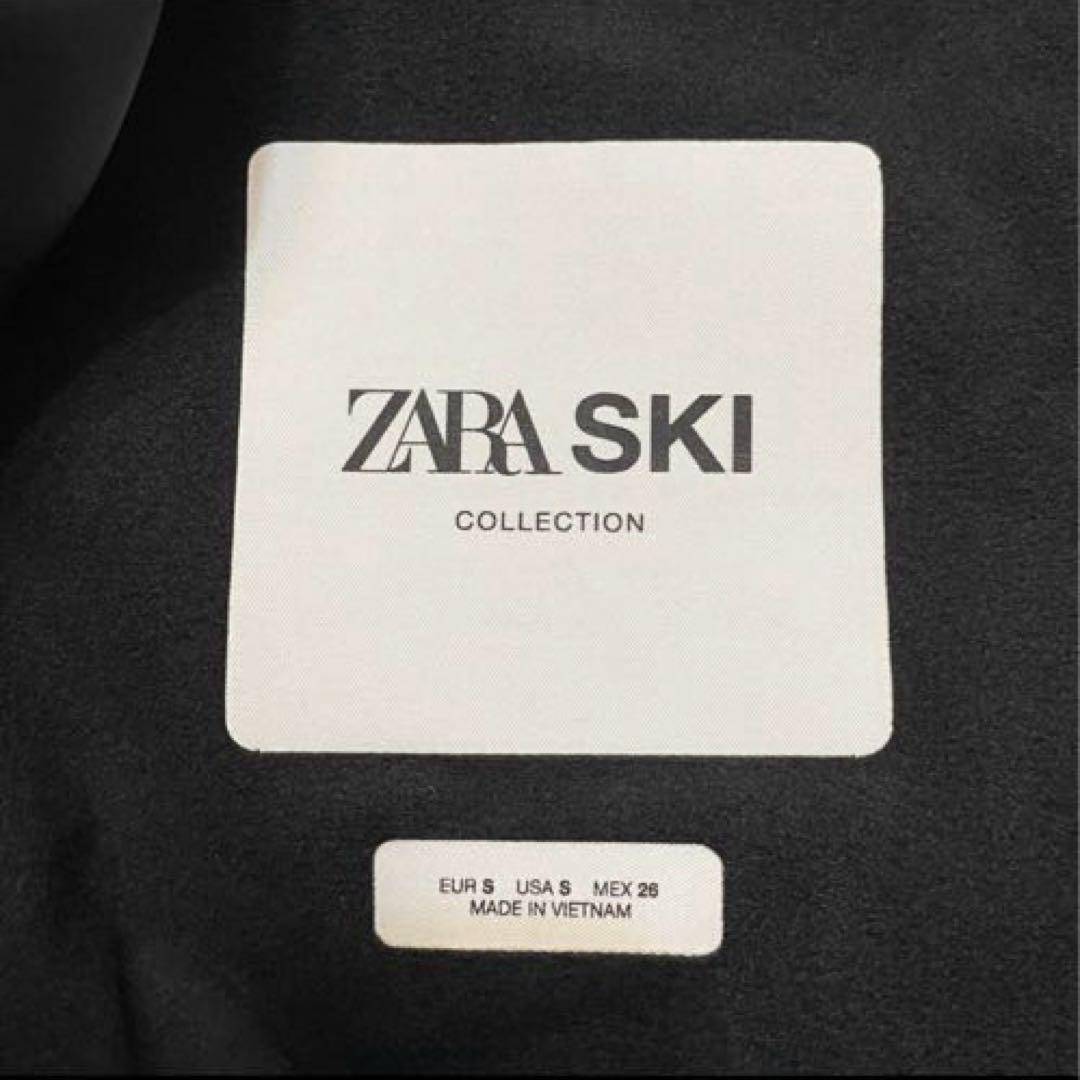 ZARA SKI
COLLECTION
EUR S USA S MEX 26
MADE IN VIETNAM